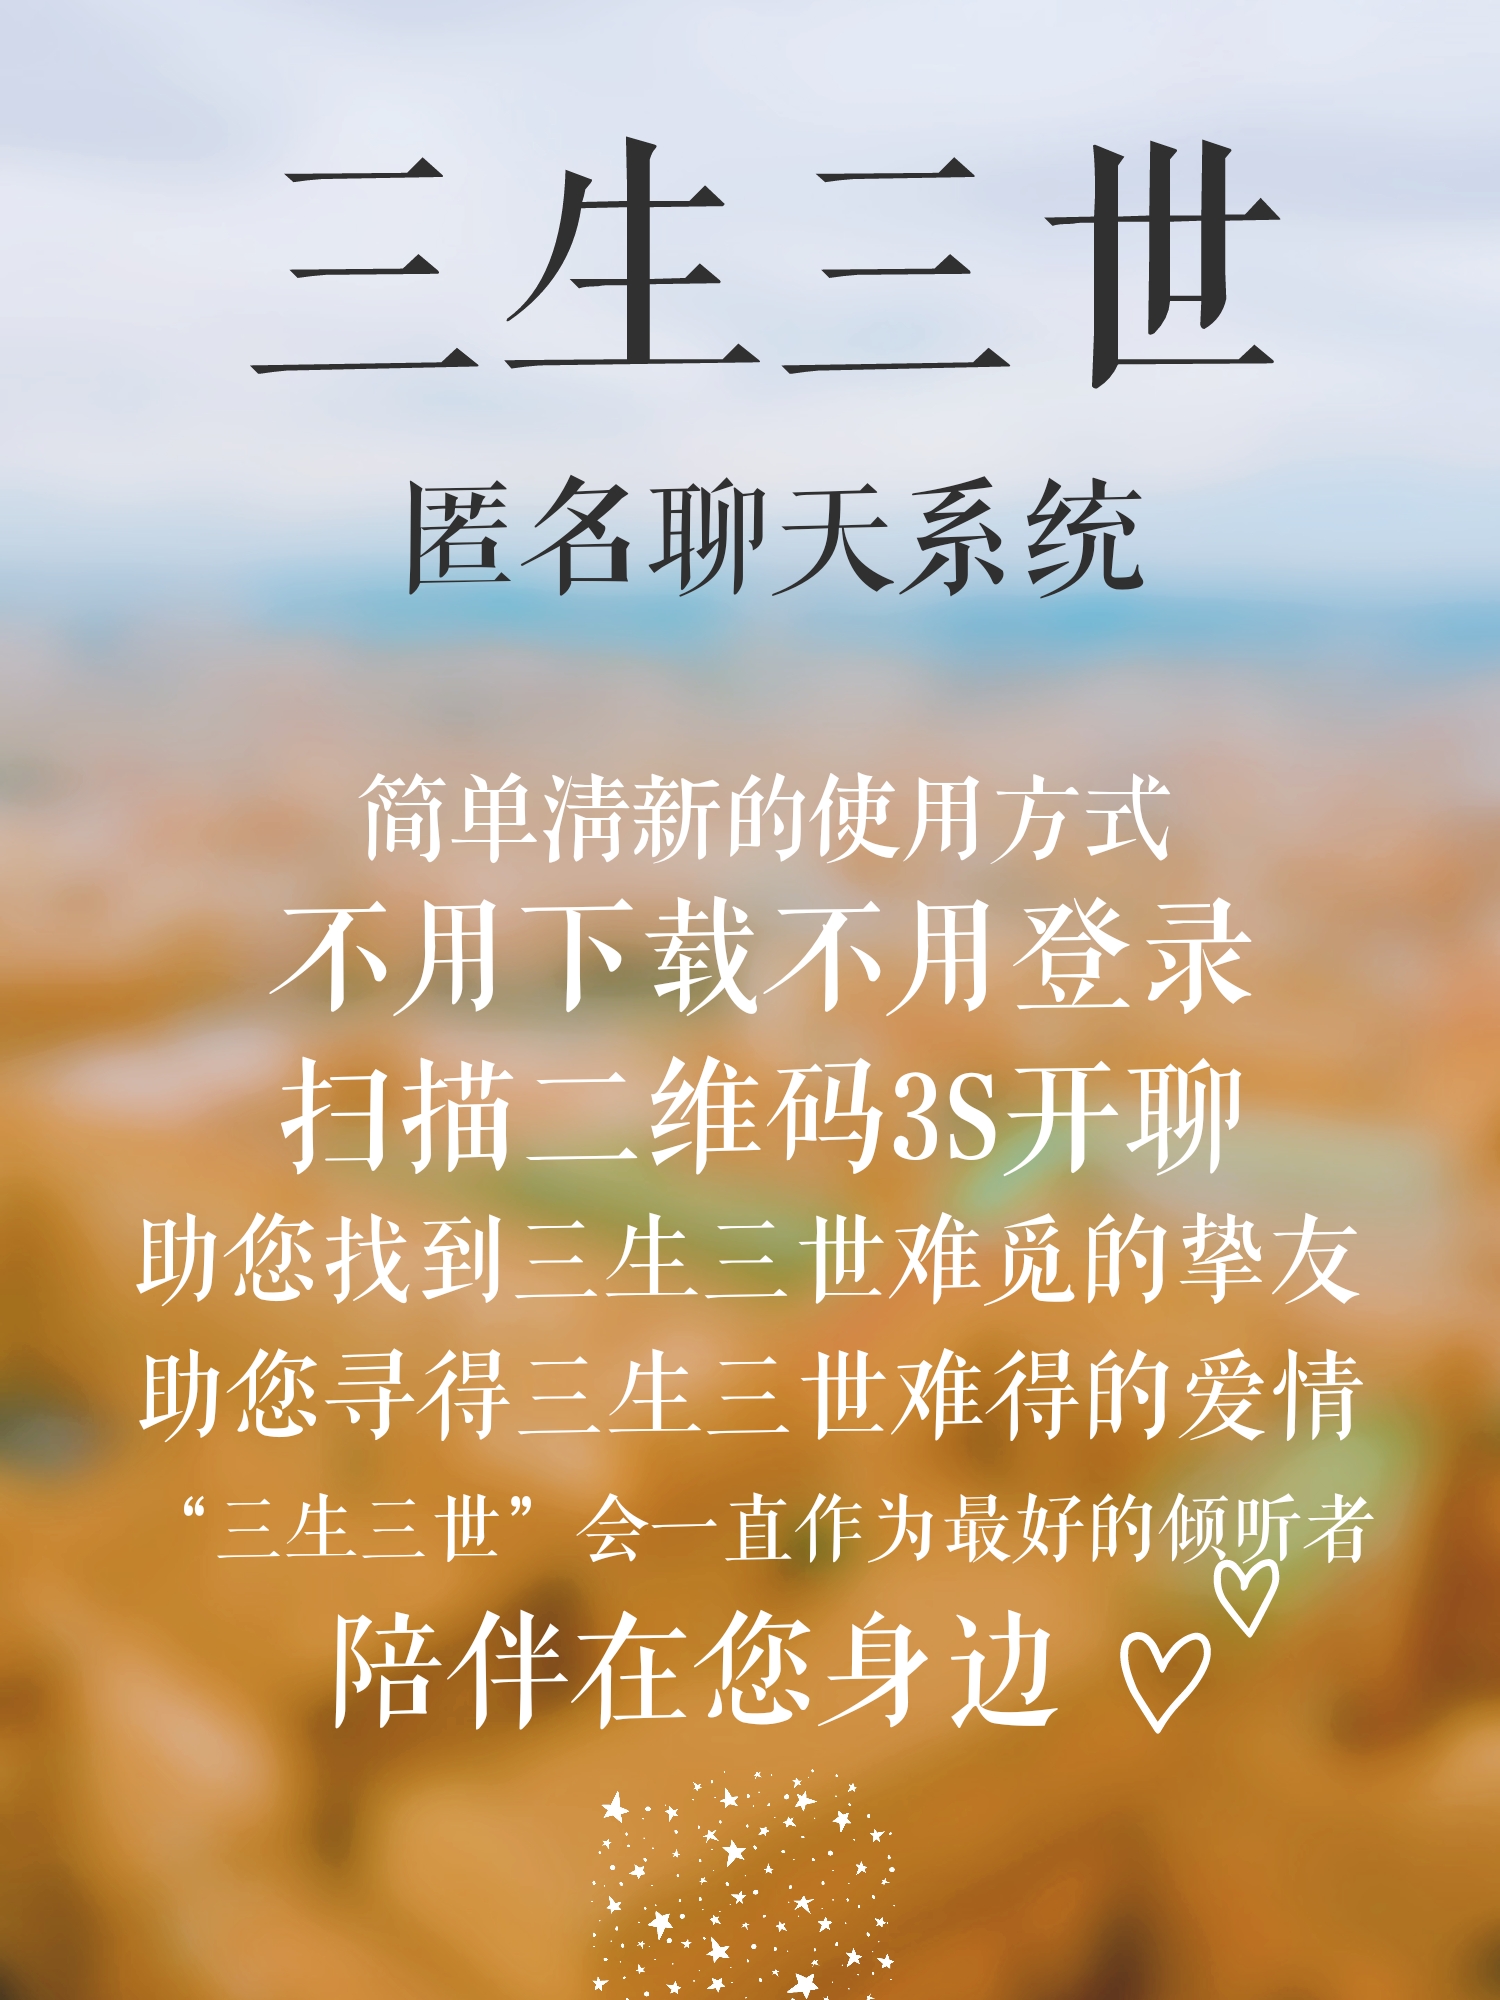 三生三世
匿名聊天系统
简单清新的使用方式
不用下载不用登录
扫描二维码3S开聊
助您找到三生三世难觅的挚友
助您寻得三生三世难得的爱情
“三生三世”会一直作为最好的倾听者
陪伴在您身边